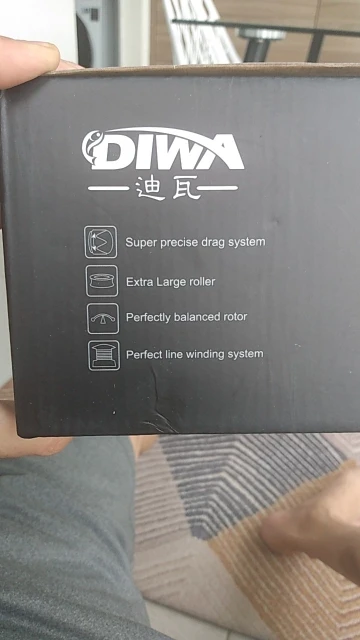 DIWA
迪瓦
Super precise drag system
Extra Large roller
Perfectly balanced rotor
Perfect line winding system